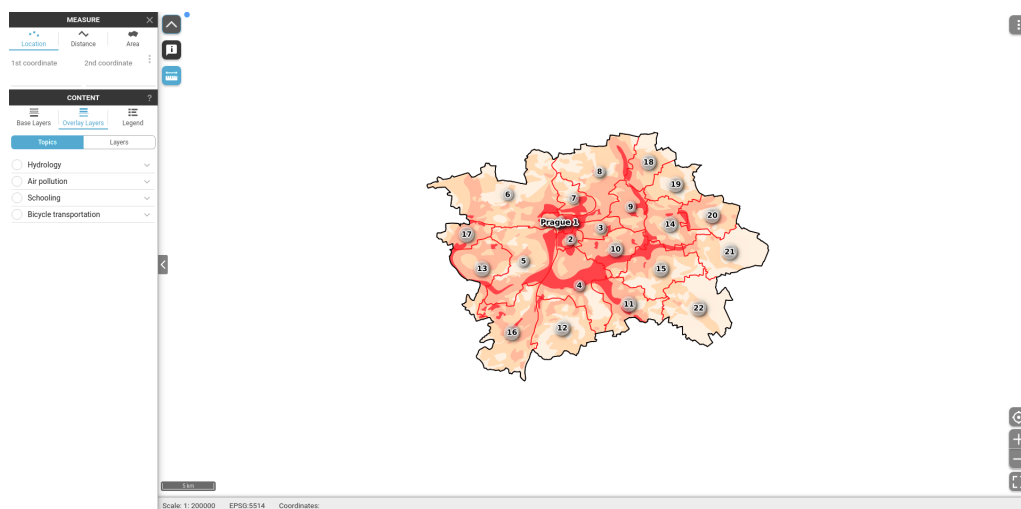 MEASURE
Location Distance Area
1st coordinate 2nd coordinate
CONTENT ?
Base Layers Overlay Layers Legend
Topics Layers
Hydrology
Air pollution
Schooling
Bicycle transportation
18
8
19
6
7
9
20
Prague 1
14
3
17
2
10
21
5
13
15
4
11
22
12
16
5 km
Scale: 1: 200000 EPSG:5514 Coordinates: